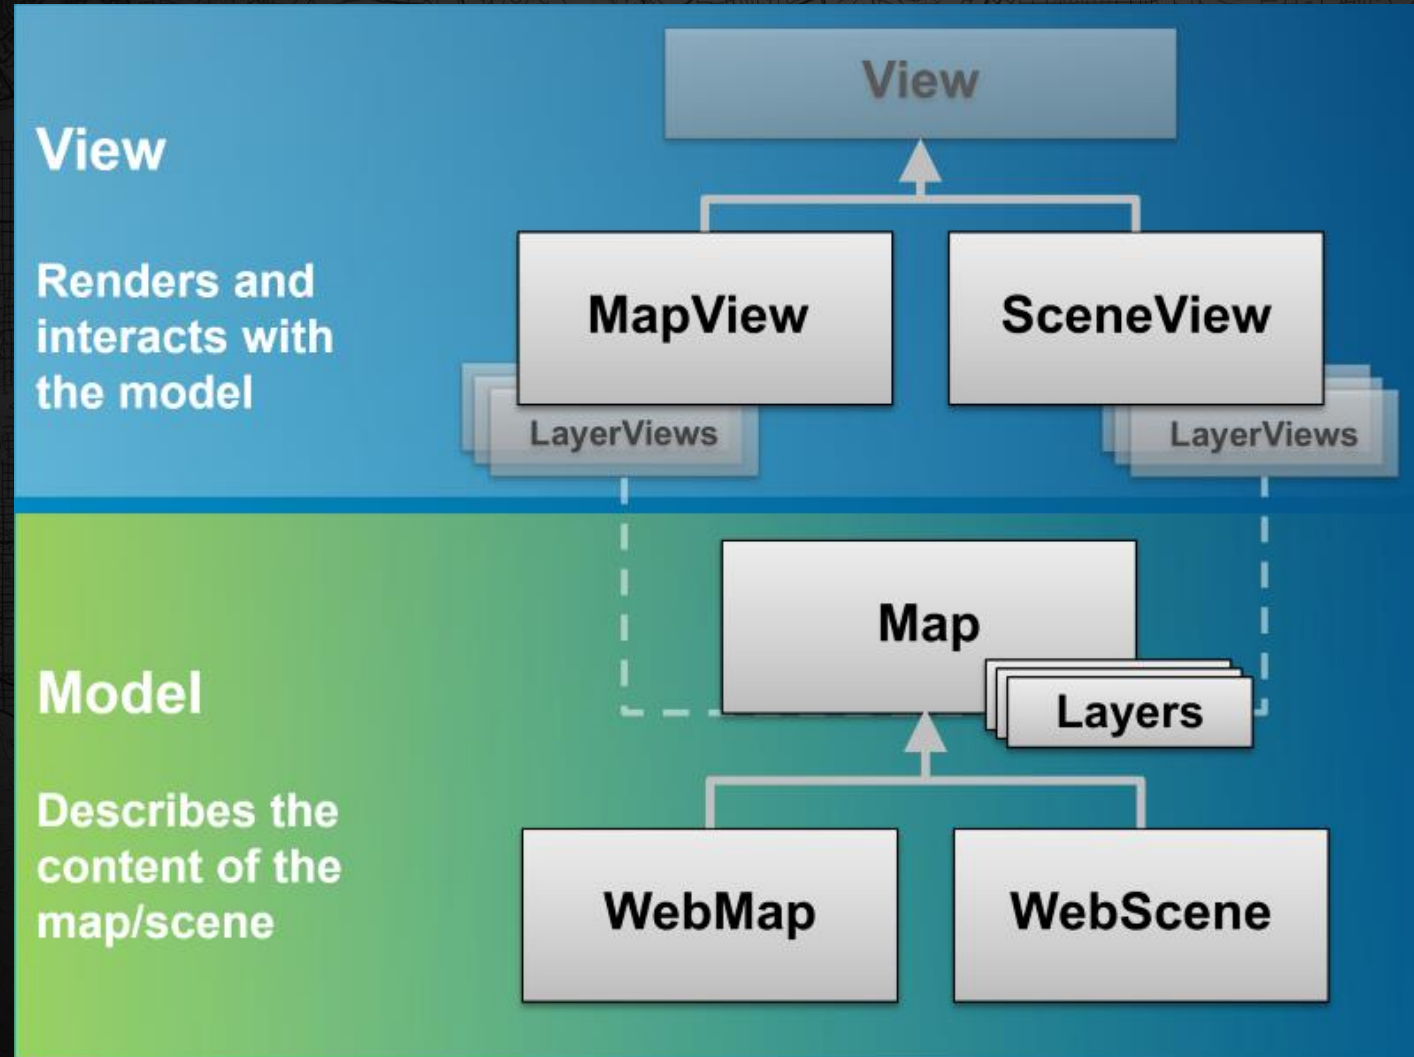 View
View
Renders and
interacts with
the model
MapView
SceneView
LayerViews
LayerViews
Model
Describes the
content of the
map/scene
Map
Layers
WebMap
WebScene